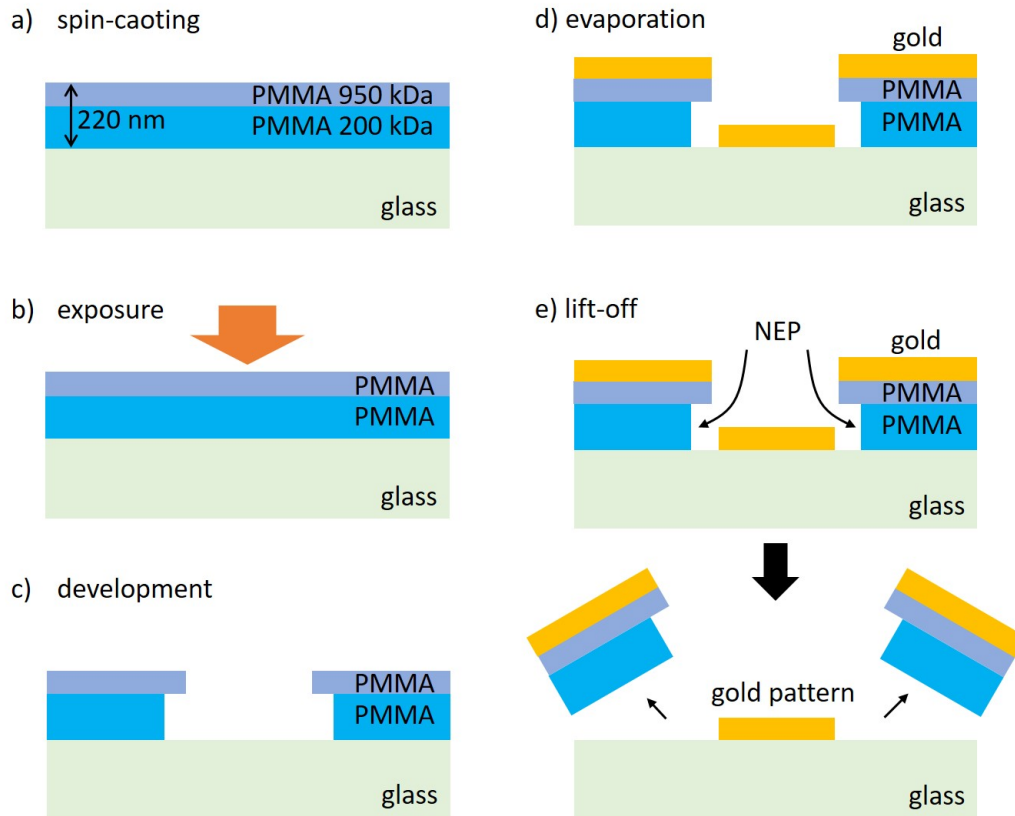 a) spin-caoting
PMMA 950 kDa
220 nm
PMMA 200 kDa
glass
b) exposure
PMMA
PMMA
glass
c) development
PMMA
PMMA
glass
d) evaporation
gold
PMMA
PMMA
glass
e) lift-off
NEP
gold
PMMA
PMMA
glass
gold pattern
glass